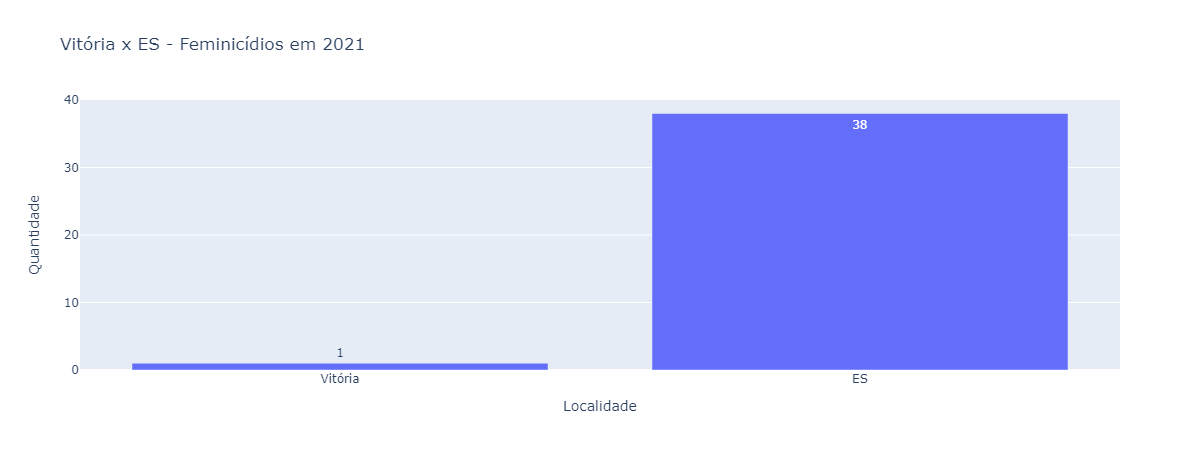 Vitória x ES - Feminicídios em 2021
Quantidade
40
30
20
10
0
38
1
Vitória
ES
Localidade